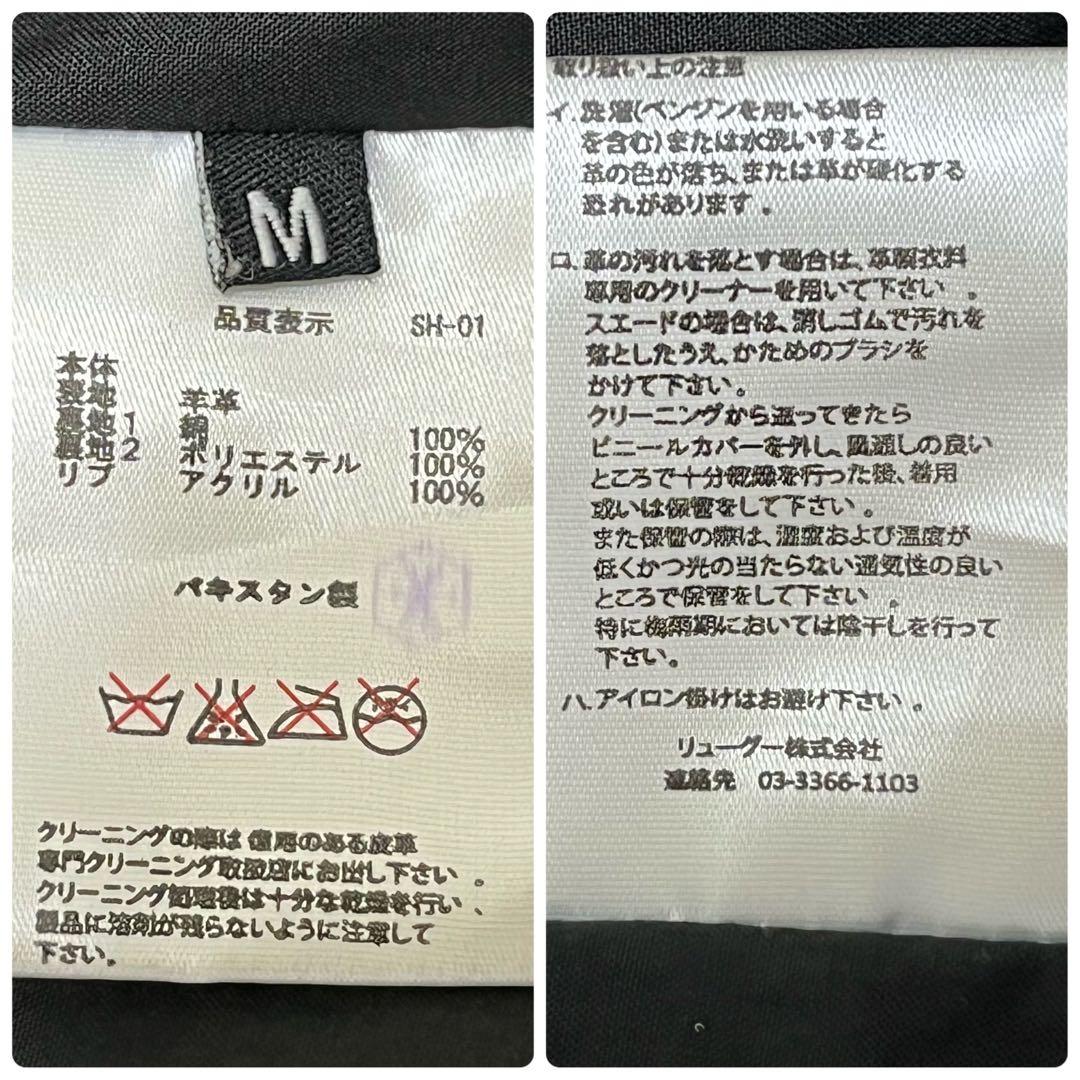 M
品質表示 SH-01
本体
表地 羊革
裏地1 綿 100%
裏地2 ポリエステル 100%
リブ アクリル 100%
パキスタン製
クリーニングの際は信用のある皮革
専門クリーニング取扱店にお出し下さい。
クリーニング処理後は十分な乾燥を行い、
製品に溶剤が残らないように注意して
下さい。
取り扱い上の注意
イ.洗濯(ベンジンを用いる場合
を含む)または水洗いすると
革の色が落ち、または革が硬化する
恐れがあります。
ロ.革の汚れを落とす場合は、革類衣料
専用のクリーナーを用いて下さい。
スエードの場合は、消しゴムで汚れを
落としたうえ、かためのブラシを
かけて下さい。
クリーニングから返ってきたら
ビニールカバーを外し、風通しの良い
ところで十分乾燥を行った後、着用
或いは保管をして下さい。
また保管の際は、湿度および温度が
低くかつ光の当たらない通気性の良い
ところで保管をして下さい。
特に梅雨期においては陰干しを行って
下さい。
ハ.アイロン掛けはお避け下さい。
リューグー株式会社
連絡先 03-3366-1103